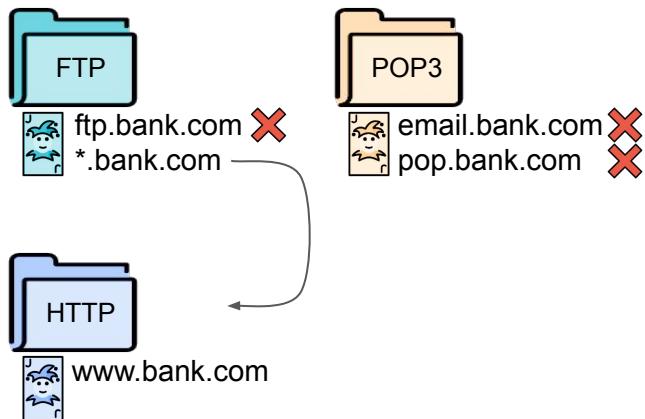 FTP
ftp.bank.com
*.bank.com
POP3
email.bank.com
pop.bank.com
HTTP
www.bank.com
J
J
J
J
J
J